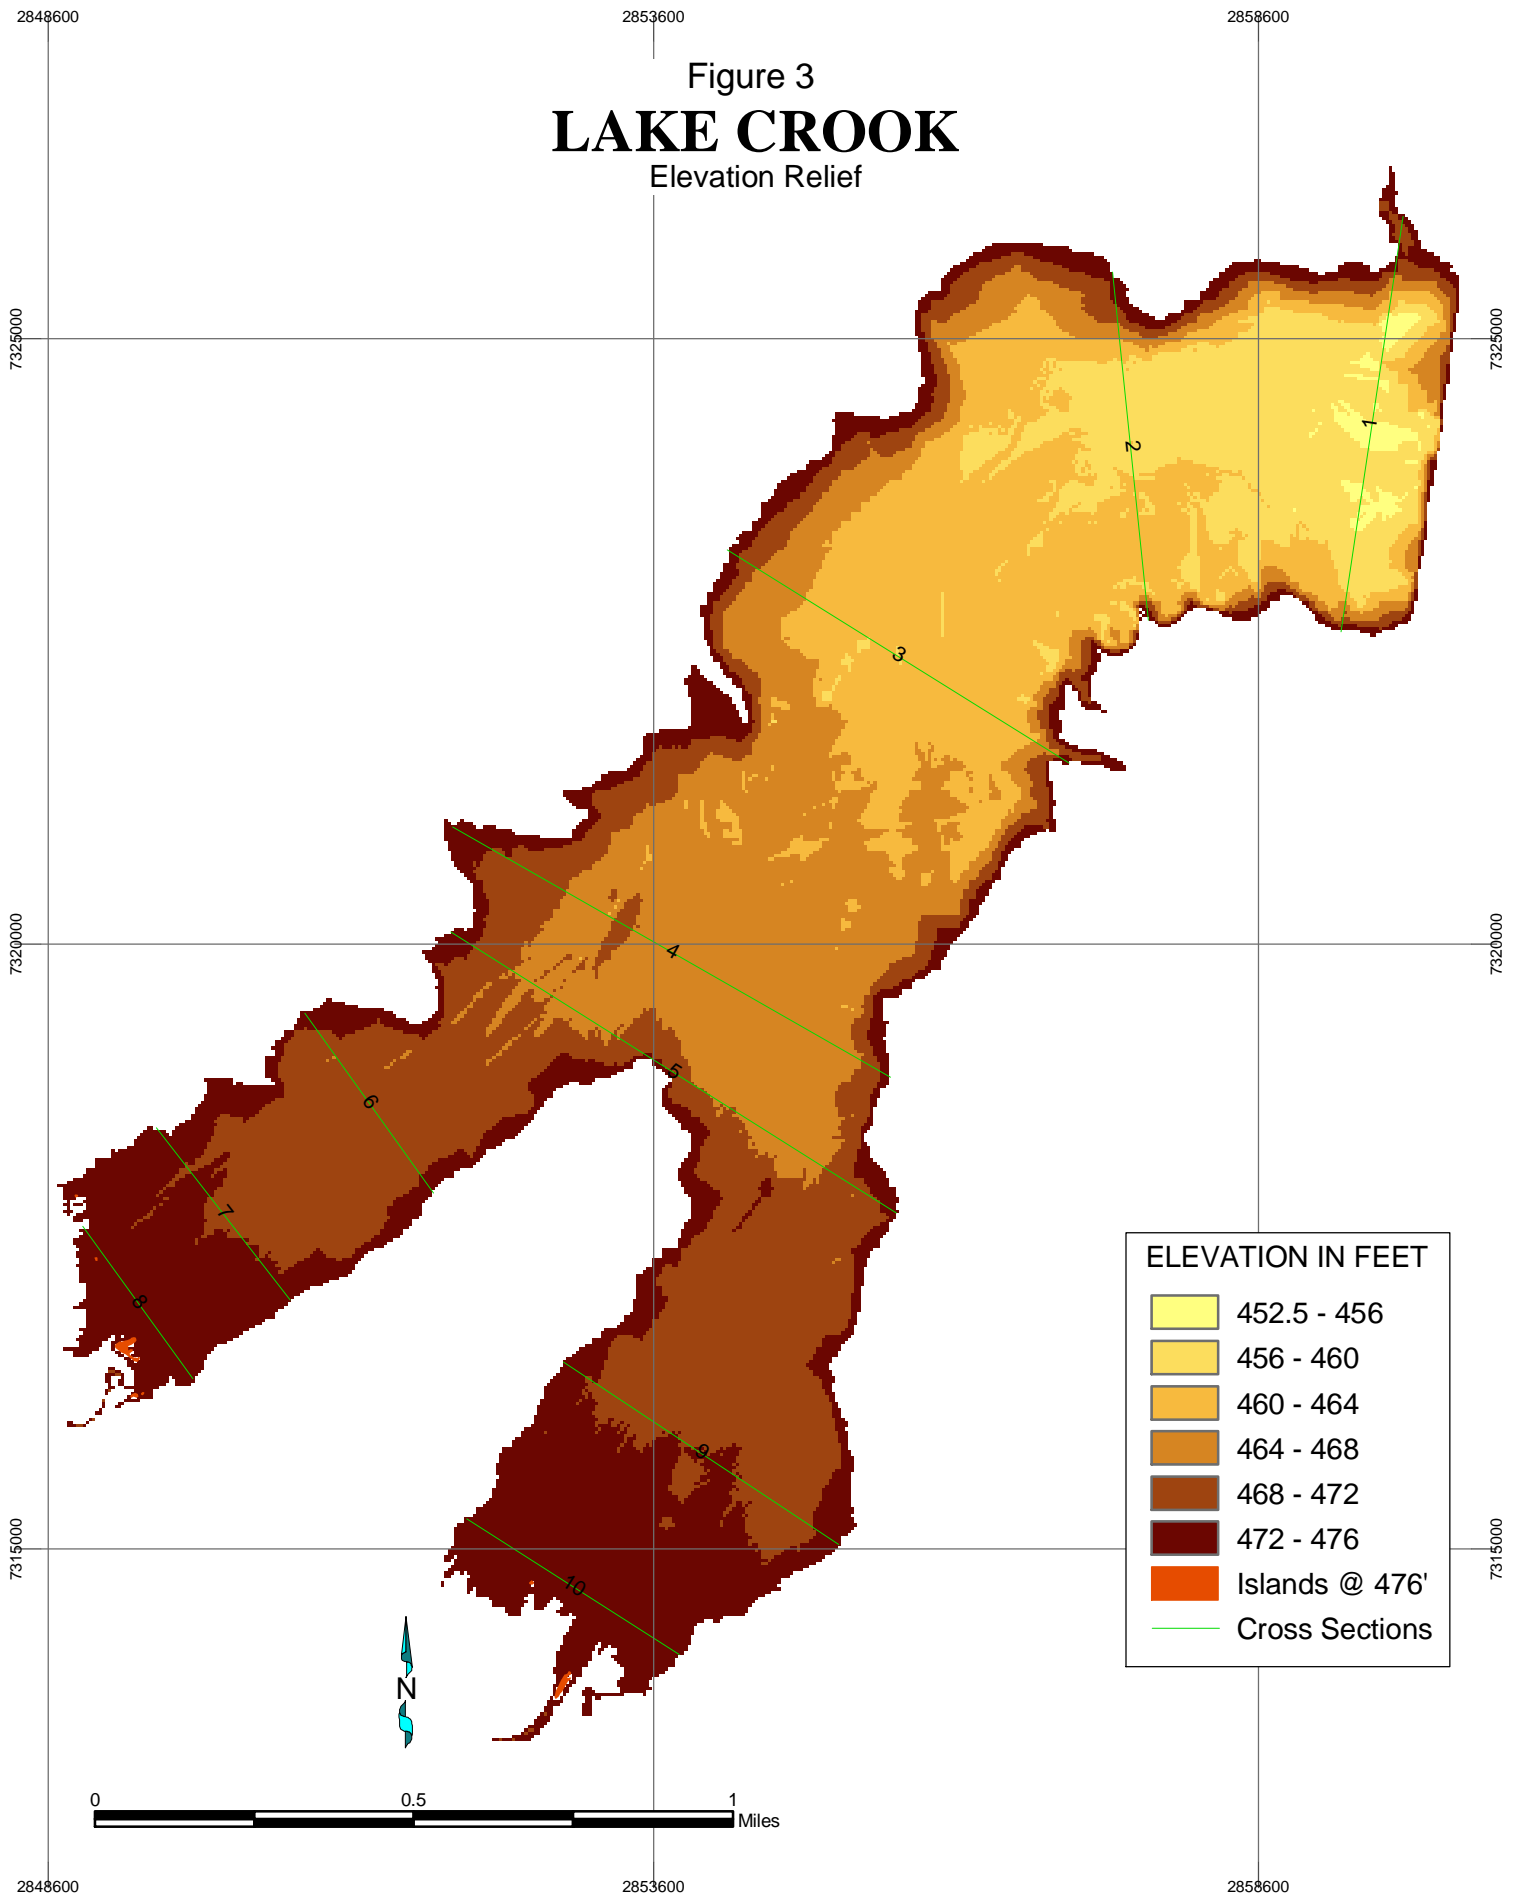 2848600 2853600 2858600
Figure 3
LAKE CROOK
Elevation Relief
7325000 7325000
1
2
3
7320000 7320000
4
5
6
7
8
9
10
ELEVATION IN FEET
452.5 - 456
456 - 460
460 - 464
464 - 468
468 - 472
472 - 476
Islands @ 476'
Cross Sections
7315000 7315000
N
0 0.5 1
Miles
2848600 2853600 2858600